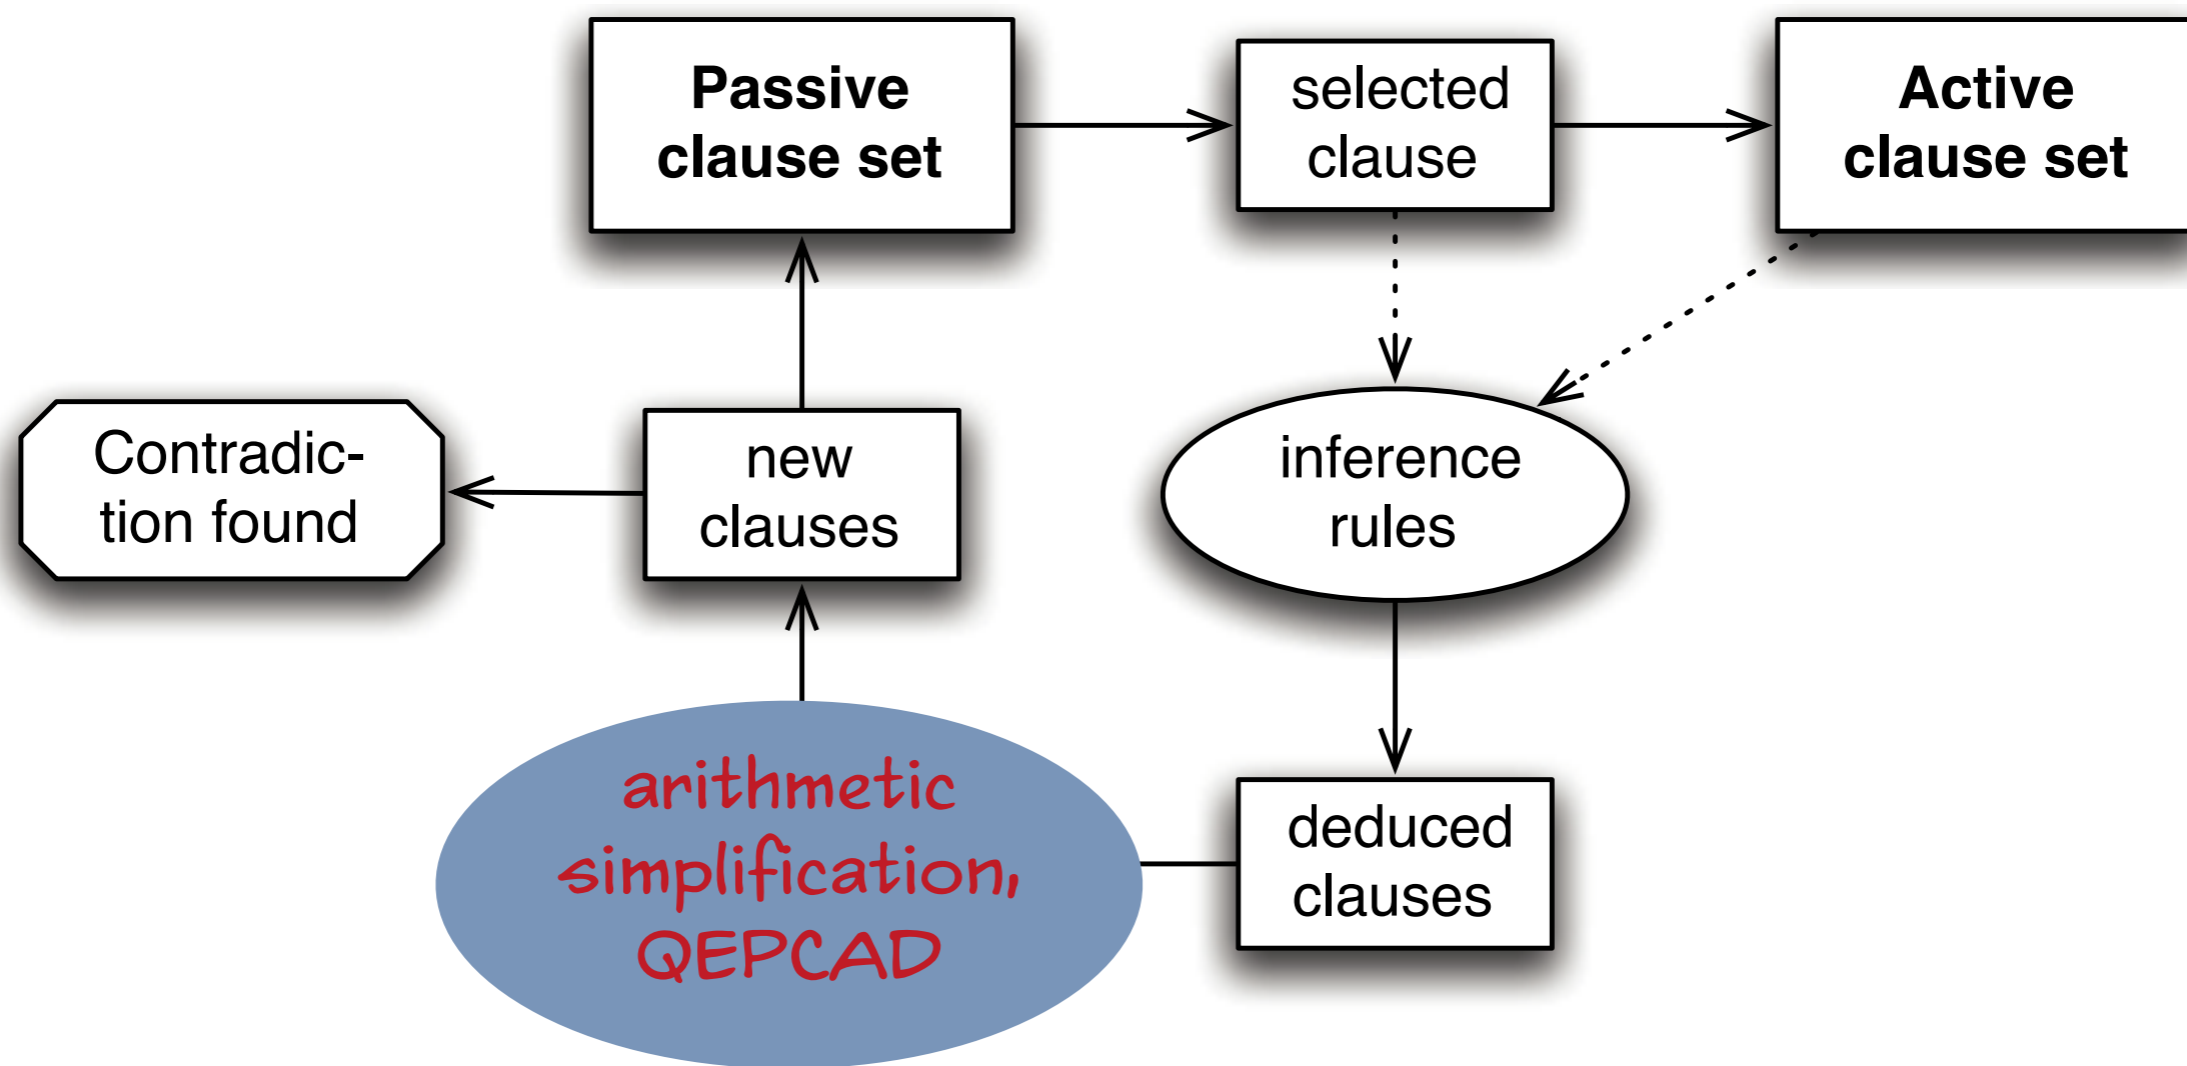 Passive
clause set
selected
clause
Active
clause set
Contradic-
tion found
new
clauses
inference
rules
arithmetic
simplification,
QEPCAD
deduced
clauses